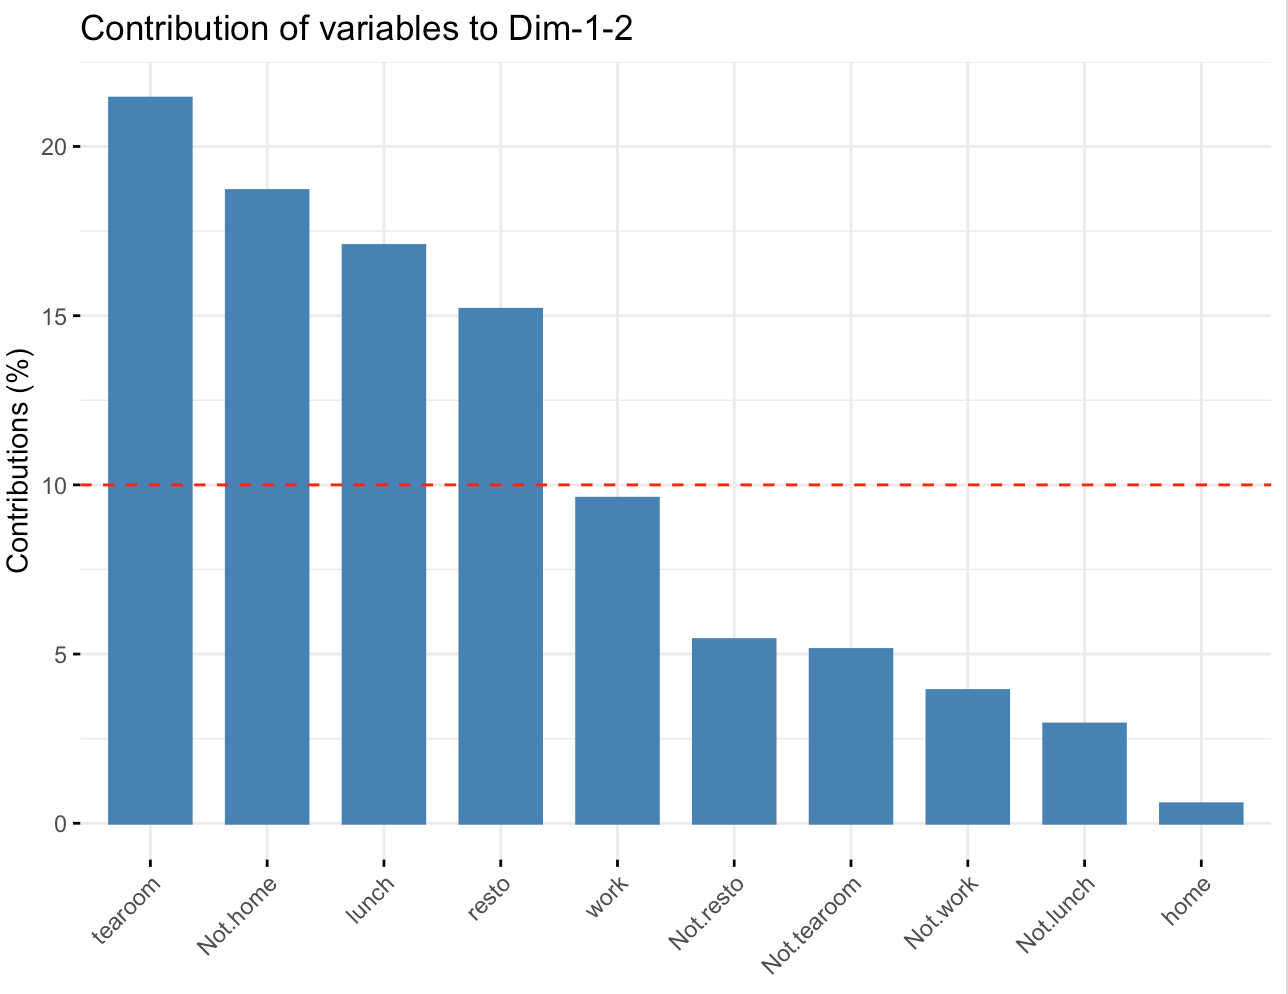 Contribution of variables to Dim-1-2
Contributions (%)
20
15
10
5
0
tearoom
Not.home
lunch
resto
work
Not.resto
Not.tearoom
Not.work
Not.lunch
home